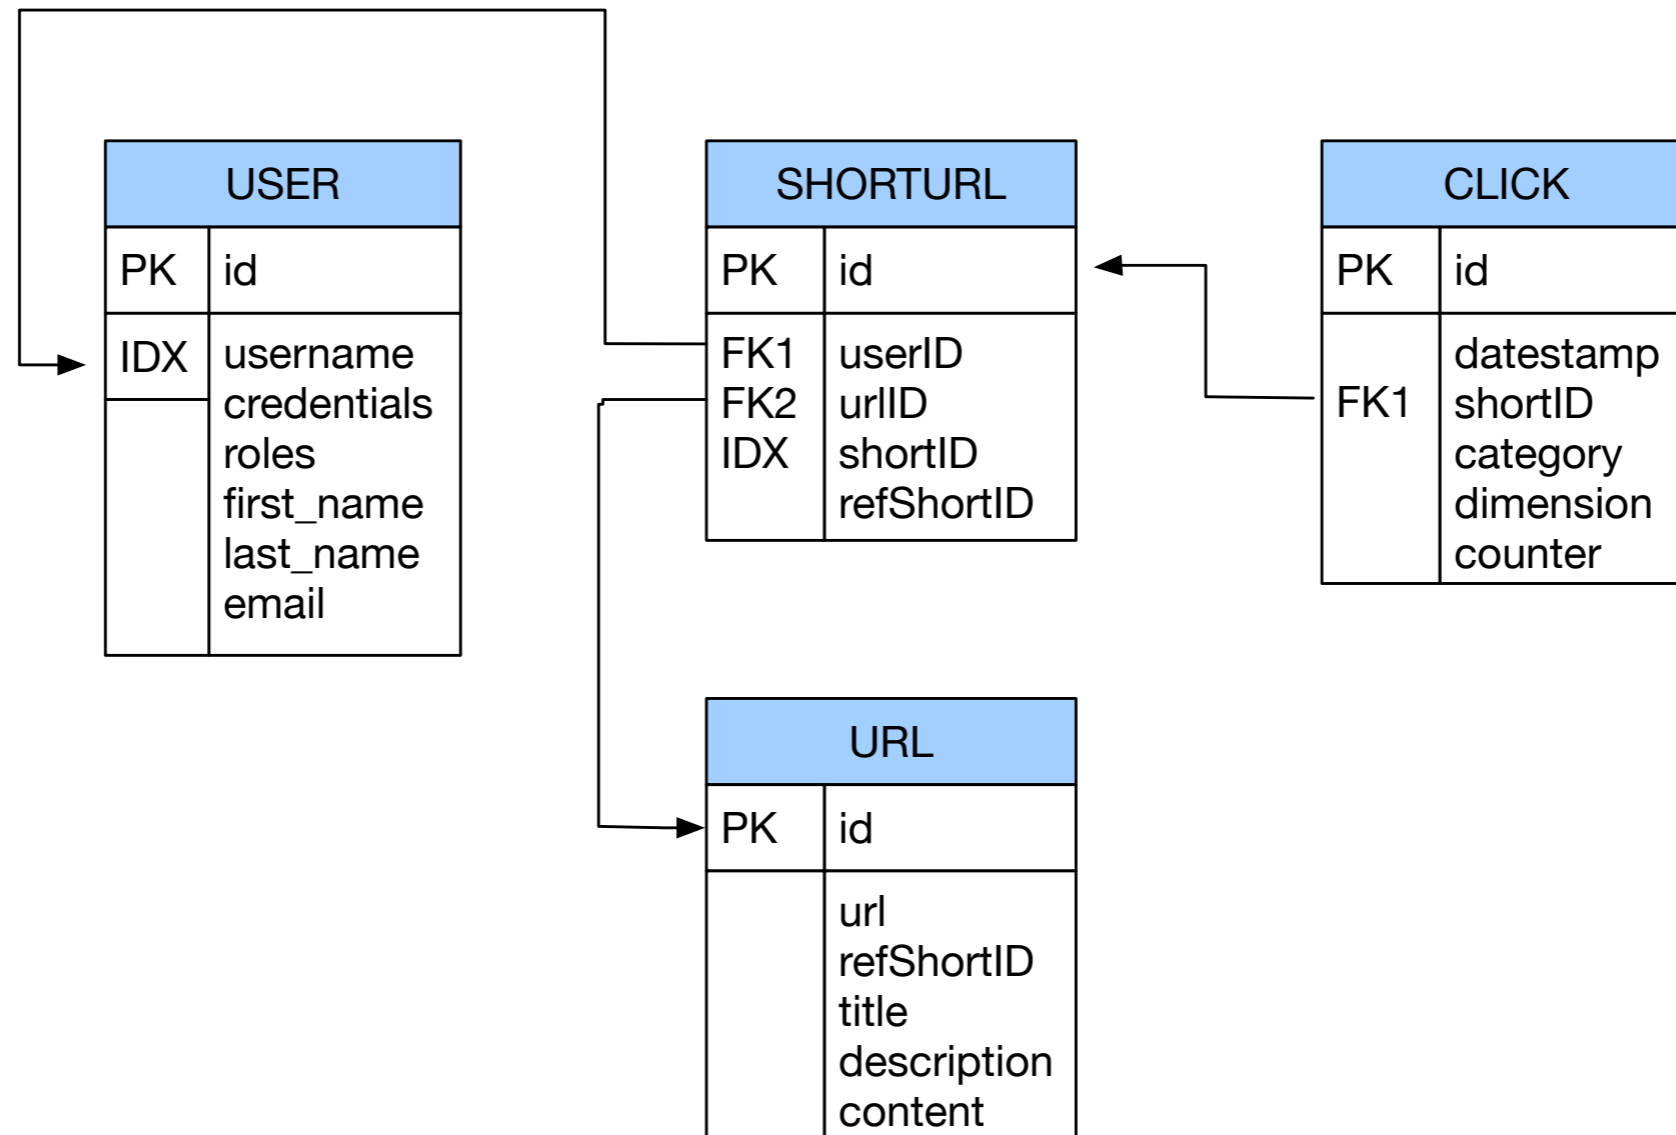 USER
PK id
IDX username
credentials
roles
first_name
last_name
email
SHORTURL
PK id
FK1 userID
FK2 urlID
IDX shortID
refShortID
CLICK
PK id
datestamp
FK1 shortID
category
dimension
counter
URL
PK id
url
refShortID
title
description
content